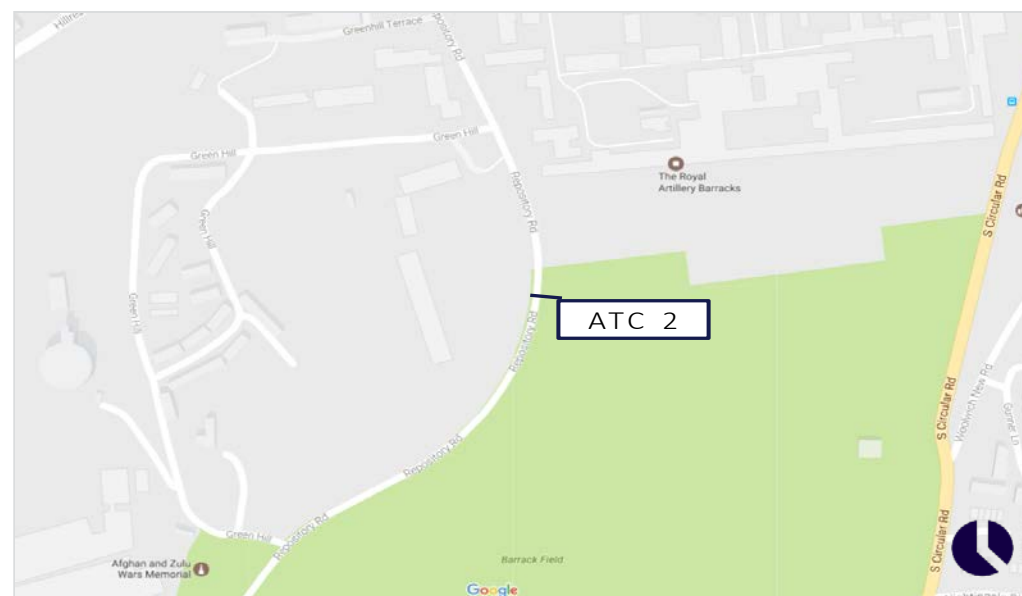 Greenhill Terrace
Repository Rd
Green Hill
Green Hill
Repository Rd
The Royal
Artillery Barracks
S Circular Rd
Green Hill
Green Hill
ATC 2
Repository Rd
S Circular Rd
Woolwich New Rd
Gunner Ln
Repository Rd
Repository Rd
Green Hill
S Circular Rd
Afghan and Zulu
Wars Memorial
Barrack Field
Google